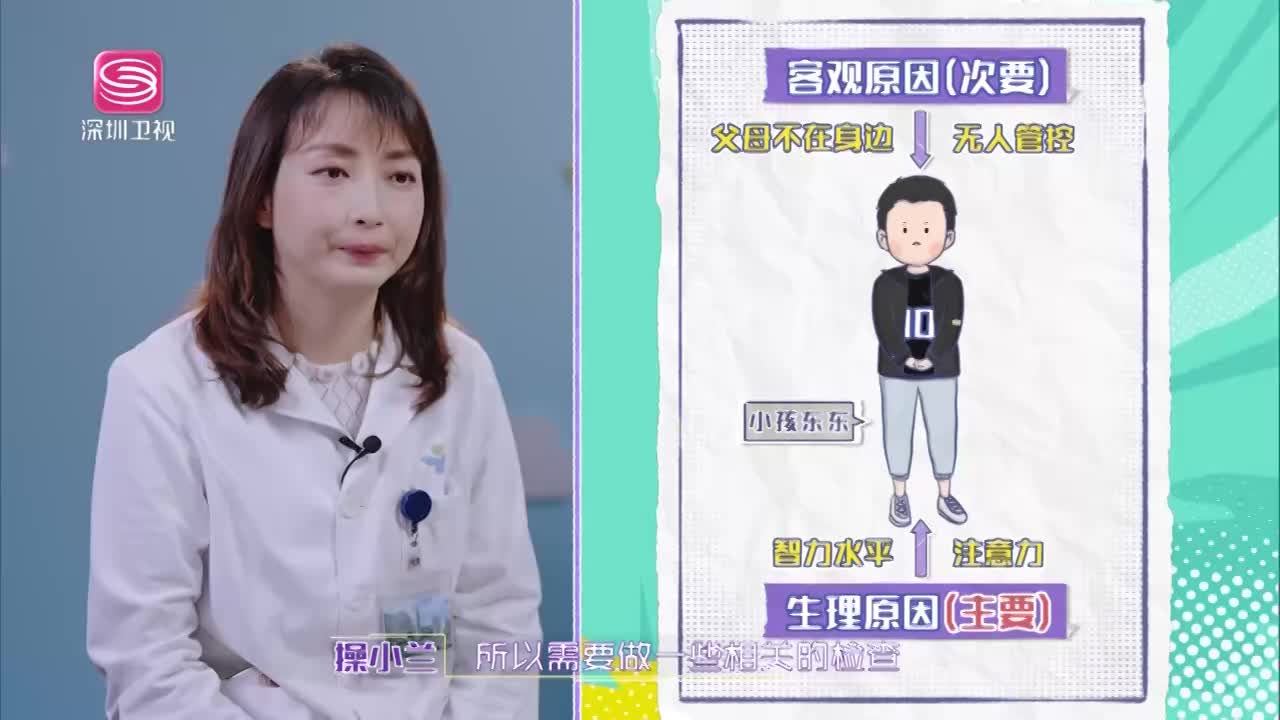 深圳卫视
客观原因(次要)
父母不在身边 无人管控
10
小孩东东
智力水平 注意力
生理原因(主要)
操小兰 所以需要做一些相关的检查